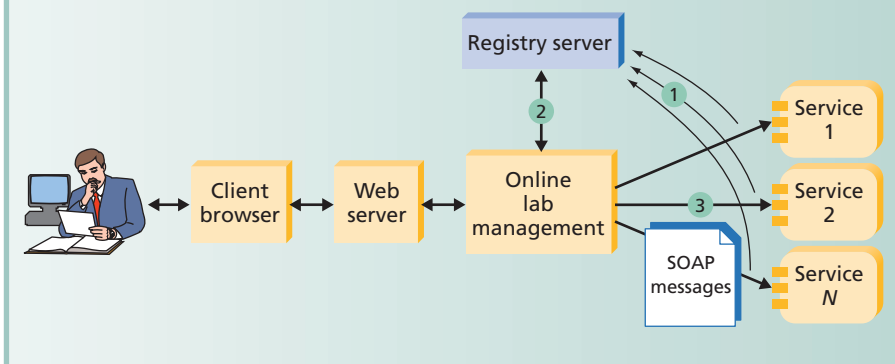 Registry server
1
2
Service
1
Client
browser
Web
server
Online
lab
management
3
Service
2
SOAP
messages
Service
N